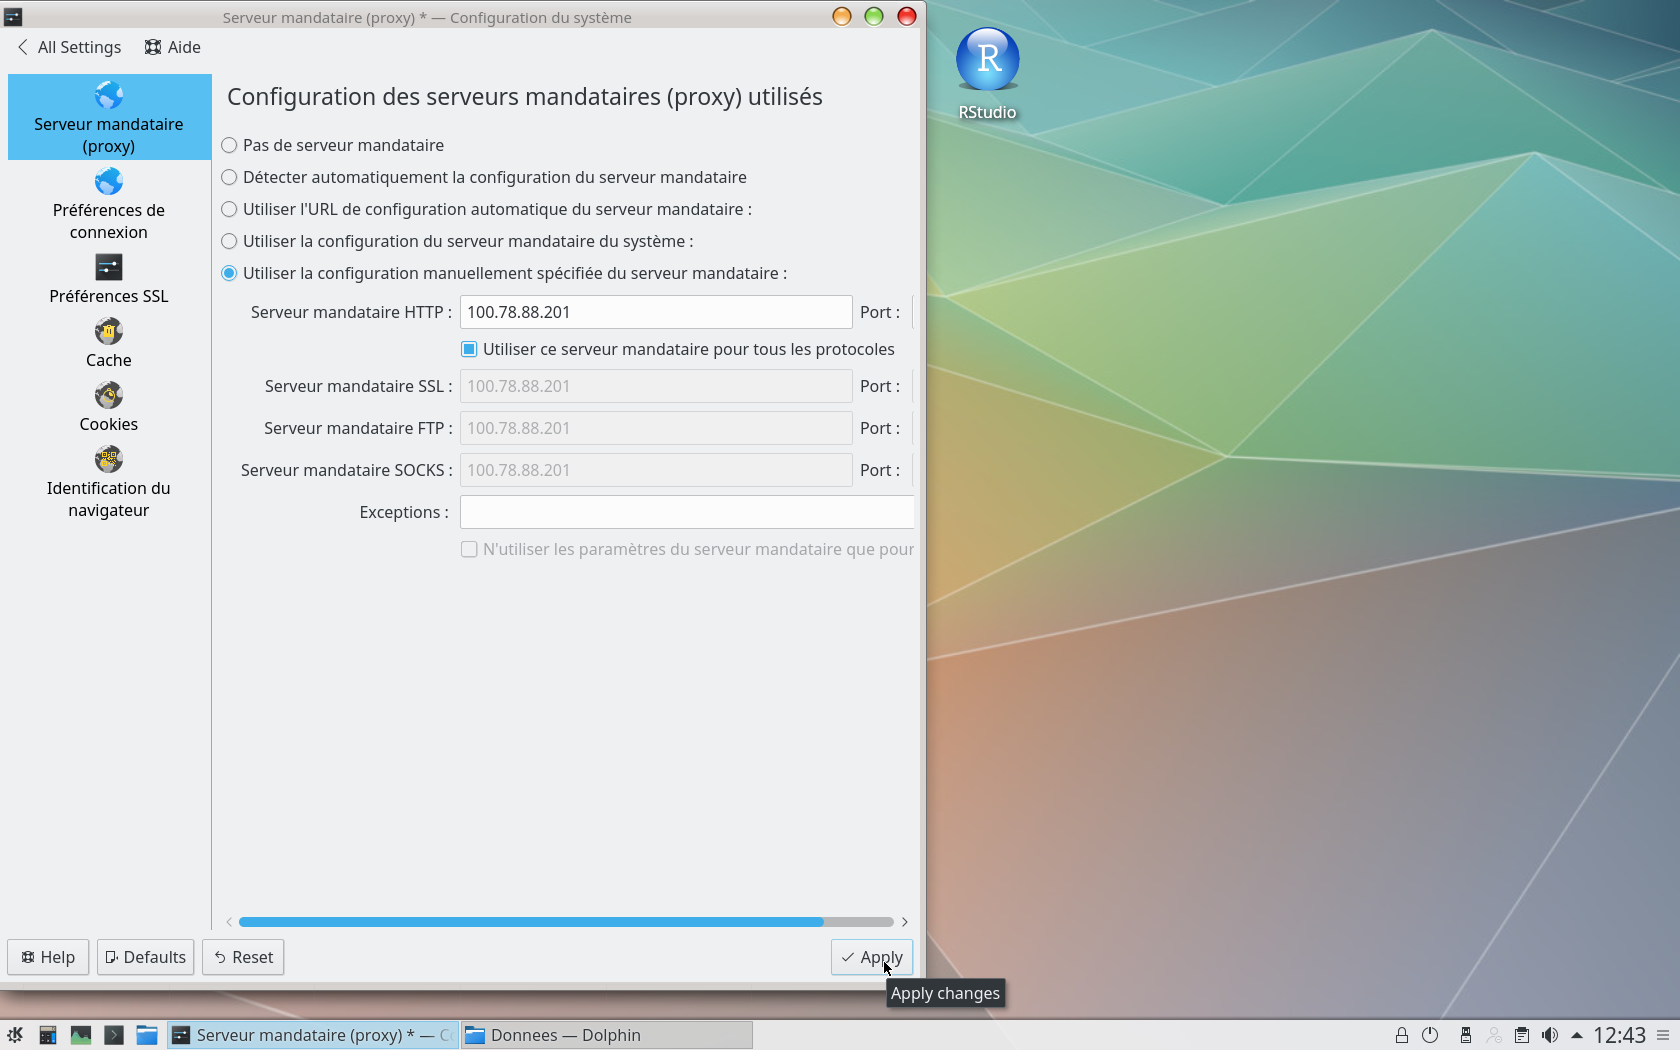 Serveur mandataire (proxy) * — Configuration du système
All Settings
Aide
Serveur mandataire
(proxy)
Préférences de
connexion
Préférences SSL
Cache
Cookies
Identification du
navigateur
Configuration des serveurs mandataires (proxy) utilisés
Pas de serveur mandataire
Détecter automatiquement la configuration du serveur mandataire
Utiliser l'URL de configuration automatique du serveur mandataire :
Utiliser la configuration du serveur mandataire du système :
Utiliser la configuration manuellement spécifiée du serveur mandataire :
Serveur mandataire HTTP : 100.78.88.201 Port :
Utiliser ce serveur mandataire pour tous les protocoles
Serveur mandataire SSL : 100.78.88.201 Port :
Serveur mandataire FTP : 100.78.88.201 Port :
Serveur mandataire SOCKS : 100.78.88.201 Port :
Exceptions :
N'utiliser les paramètres du serveur mandataire que pour
Help
Defaults
Reset
Apply
Apply changes
R
RStudio
Serveur mandataire (proxy) * —
Donnees — Dolphin
12:43